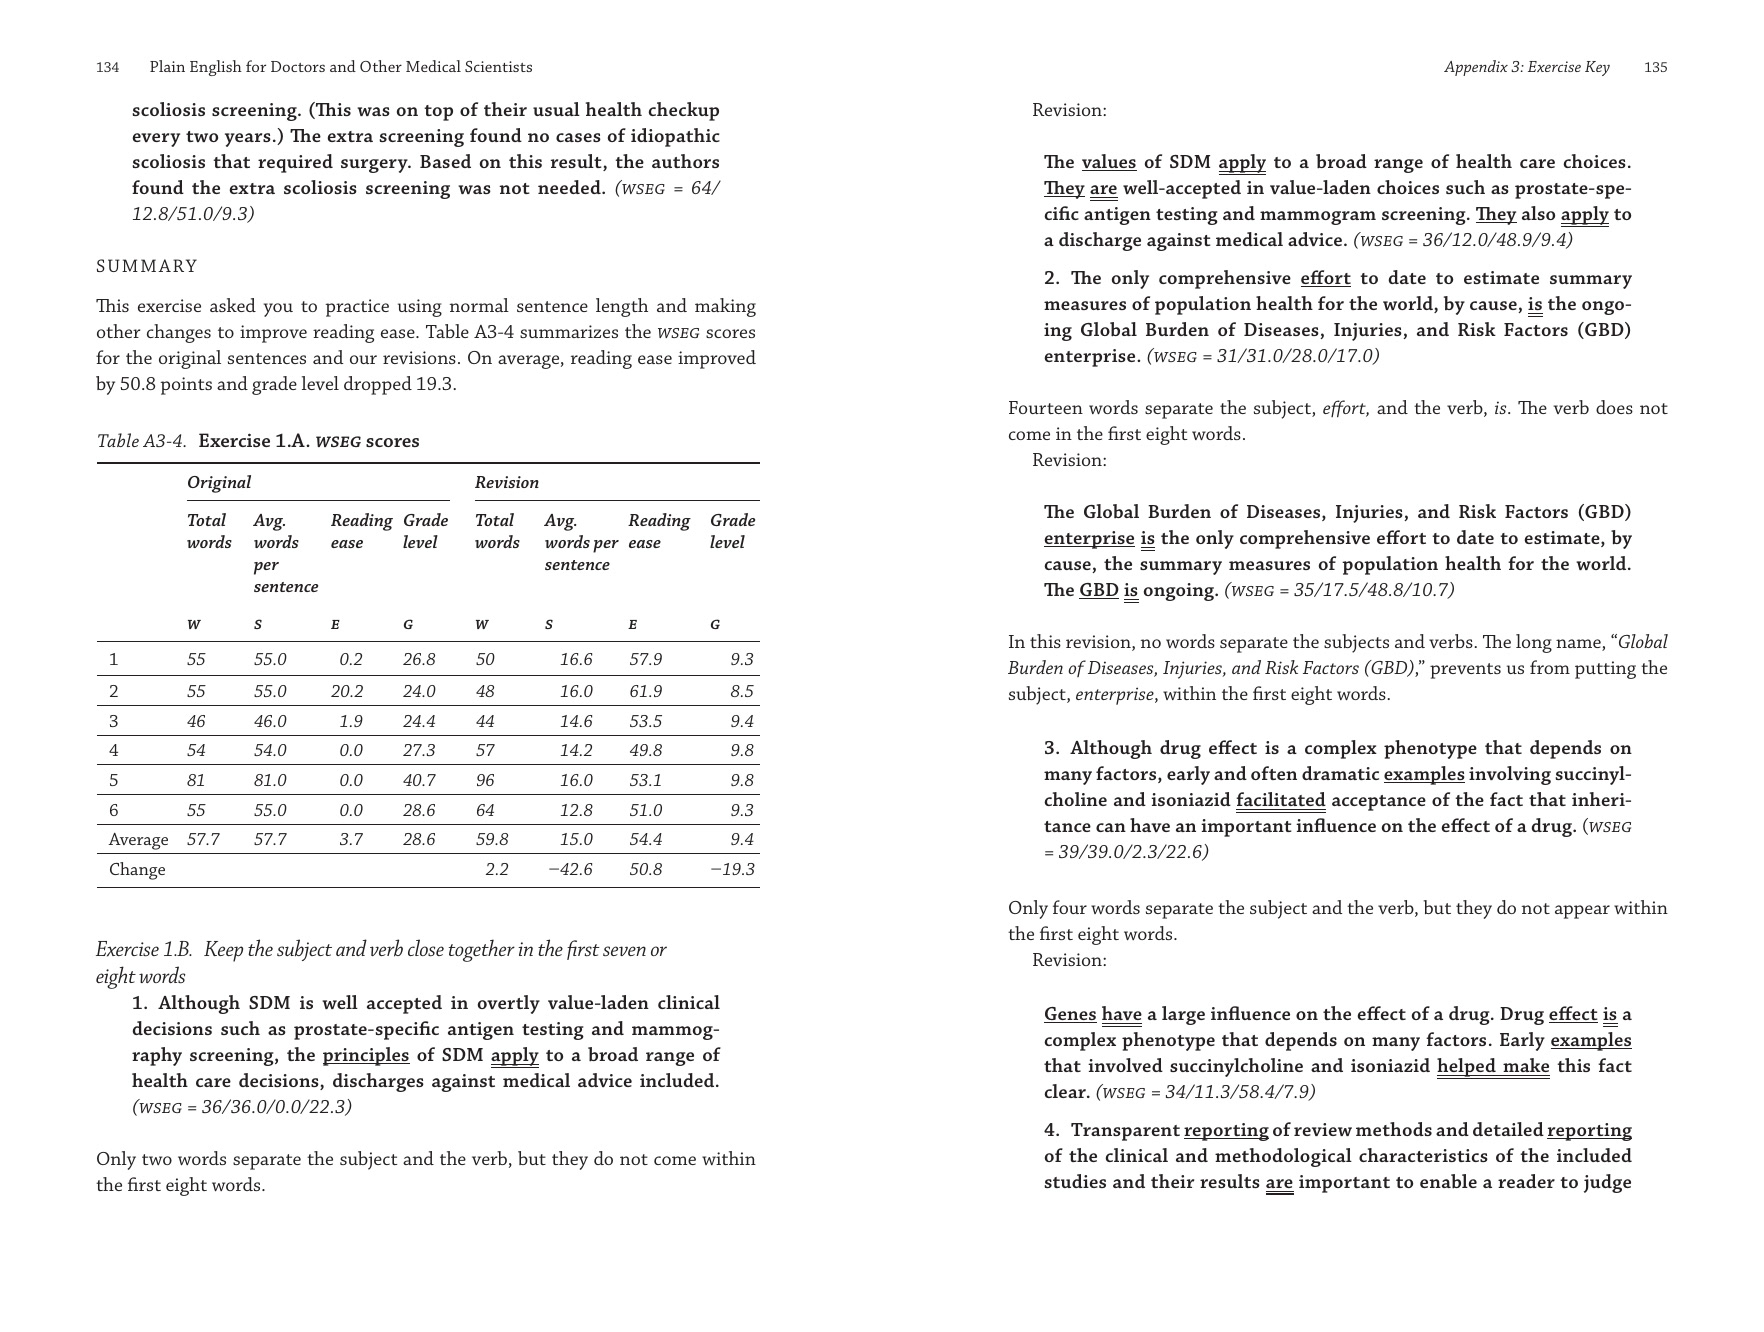 134 Plain English for Doctors and Other Medical Scientists
scoliosis screening. (This was on top of their usual health checkup
every two years.) The extra screening found no cases of idiopathic
scoliosis that required surgery. Based on this result, the authors
found the extra scoliosis screening was not needed. (WSEG = 64/
12.8/51.0/9.3)
SUMMARY
This exercise asked you to practice using normal sentence length and making
other changes to improve reading ease. Table A3-4 summarizes the WSEG scores
for the original sentences and our revisions. On average, reading ease improved
by 50.8 points and grade level dropped 19.3.
Table A3-4. Exercise 1.A. WSEG scores
Original Revision
Total Avg. Reading Grade Total Avg. Reading Grade
words words ease level words words per ease level
per sentence
sentence
W S E G W S E G
1 55 55.0 0.2 26.8 50 16.6 57.9 9.3
2 55 55.0 20.2 24.0 48 16.0 61.9 8.5
3 46 46.0 1.9 24.4 44 14.6 53.5 9.4
4 54 54.0 0.0 27.3 57 14.2 49.8 9.8
5 81 81.0 0.0 40.7 96 16.0 53.1 9.8
6 55 55.0 0.0 28.6 64 12.8 51.0 9.3
Average 57.7 57.7 3.7 28.6 59.8 15.0 54.4 9.4
Change 2.2 −42.6 50.8 −19.3
Exercise 1.B. Keep the subject and verb close together in the first seven or
eight words
1. Although SDM is well accepted in overtly value-laden clinical
decisions such as prostate-specific antigen testing and mammog-
raphy screening, the principles of SDM apply to a broad range of
health care decisions, discharges against medical advice included.
(WSEG = 36/36.0/0.0/22.3)
Only two words separate the subject and the verb, but they do not come within
the first eight words.
Appendix 3: Exercise Key 135
Revision:
The values of SDM apply to a broad range of health care choices.
They are well-accepted in value-laden choices such as prostate-spe-
cific antigen testing and mammogram screening. They also apply to
a discharge against medical advice. (WSEG = 36/12.0/48.9/9.4)
2. The only comprehensive effort to date to estimate summary
measures of population health for the world, by cause, is the ongo-
ing Global Burden of Diseases, Injuries, and Risk Factors (GBD)
enterprise. (WSEG = 31/31.0/28.0/17.0)
Fourteen words separate the subject, effort, and the verb, is. The verb does not
come in the first eight words.
Revision:
The Global Burden of Diseases, Injuries, and Risk Factors (GBD)
enterprise is the only comprehensive effort to date to estimate, by
cause, the summary measures of population health for the world.
The GBD is ongoing. (WSEG = 35/17.5/48.8/10.7)
In this revision, no words separate the subjects and verbs. The long name, “Global
Burden of Diseases, Injuries, and Risk Factors (GBD),” prevents us from putting the
subject, enterprise, within the first eight words.
3. Although drug effect is a complex phenotype that depends on
many factors, early and often dramatic examples involving succinyl-
choline and isoniazid facilitated acceptance of the fact that inheri-
tance can have an important influence on the effect of a drug. (WSEG
= 39/39.0/2.3/22.6)
Only four words separate the subject and the verb, but they do not appear within
the first eight words.
Revision:
Genes have a large influence on the effect of a drug. Drug effect is a
complex phenotype that depends on many factors. Early examples
that involved succinylcholine and isoniazid helped make this fact
clear. (WSEG = 34/11.3/58.4/7.9)
4. Transparent reporting of review methods and detailed reporting
of the clinical and methodological characteristics of the included
studies and their results are important to enable a reader to judge